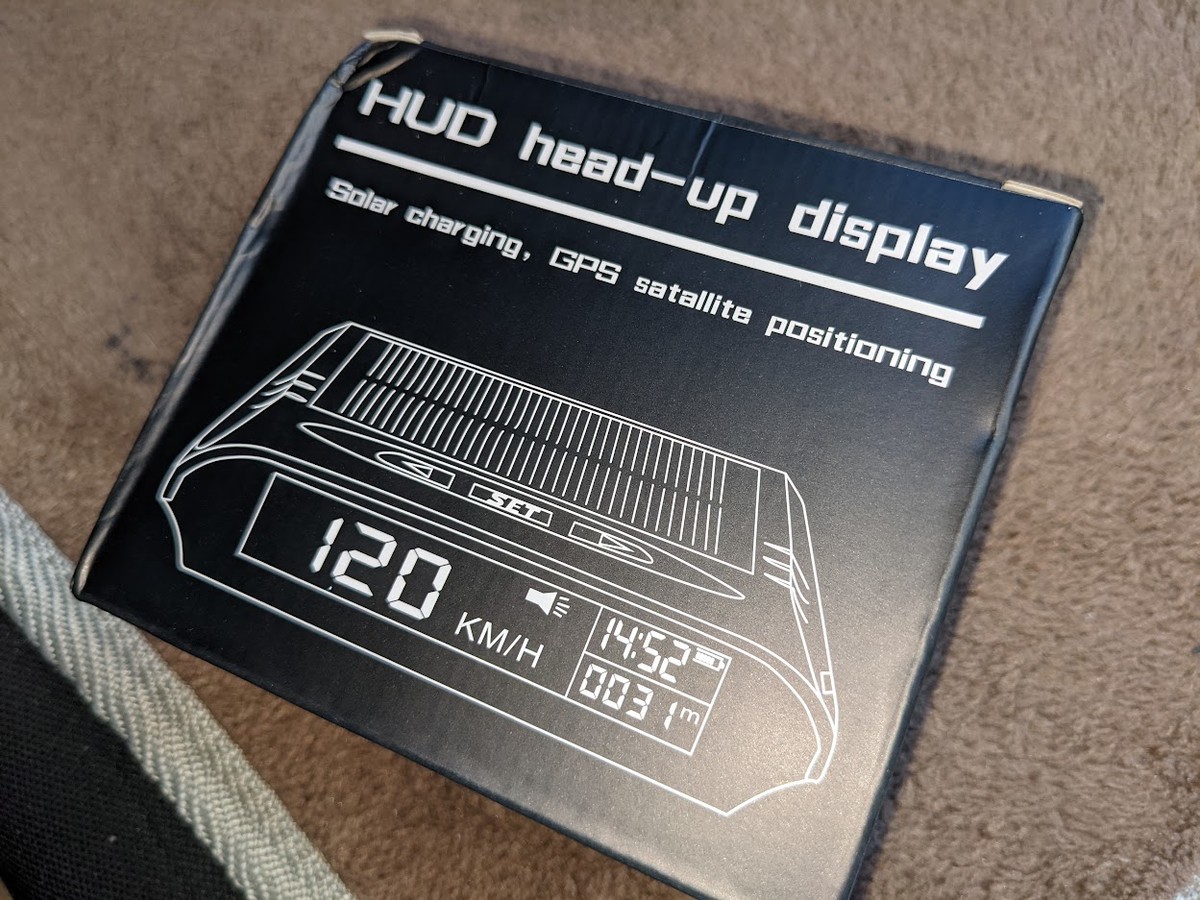 HUD head-up display
Solar charging, GPS satallite positioning
SET
120 KM/H
14:52
0031 m